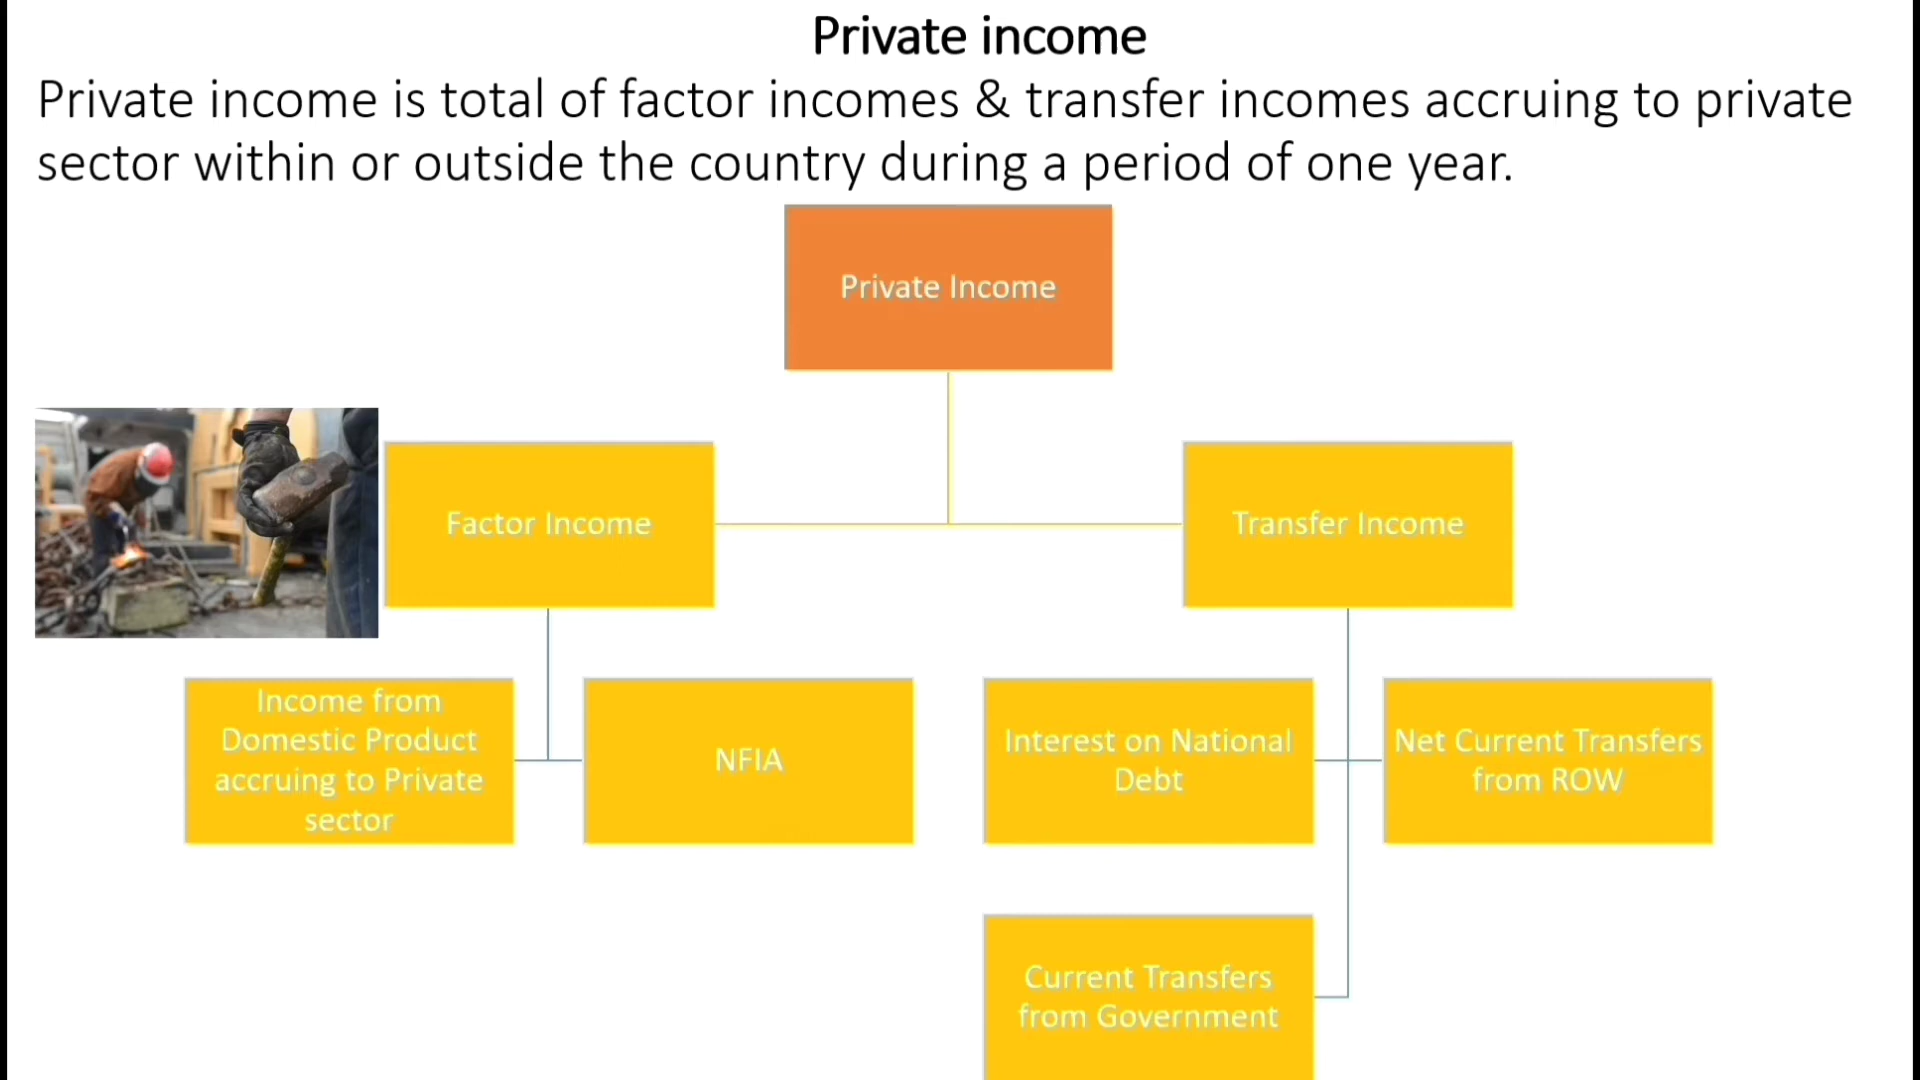 Private income
Private income is total of factor incomes & transfer incomes accruing to private
sector within or outside the country during a period of one year.
Private Income
Factor Income
Transfer Income
Income from
Domestic Product
accruing to Private
sector
NFIA
Interest on National
Debt
Net Current Transfers
from ROW
Current Transfers
from Government